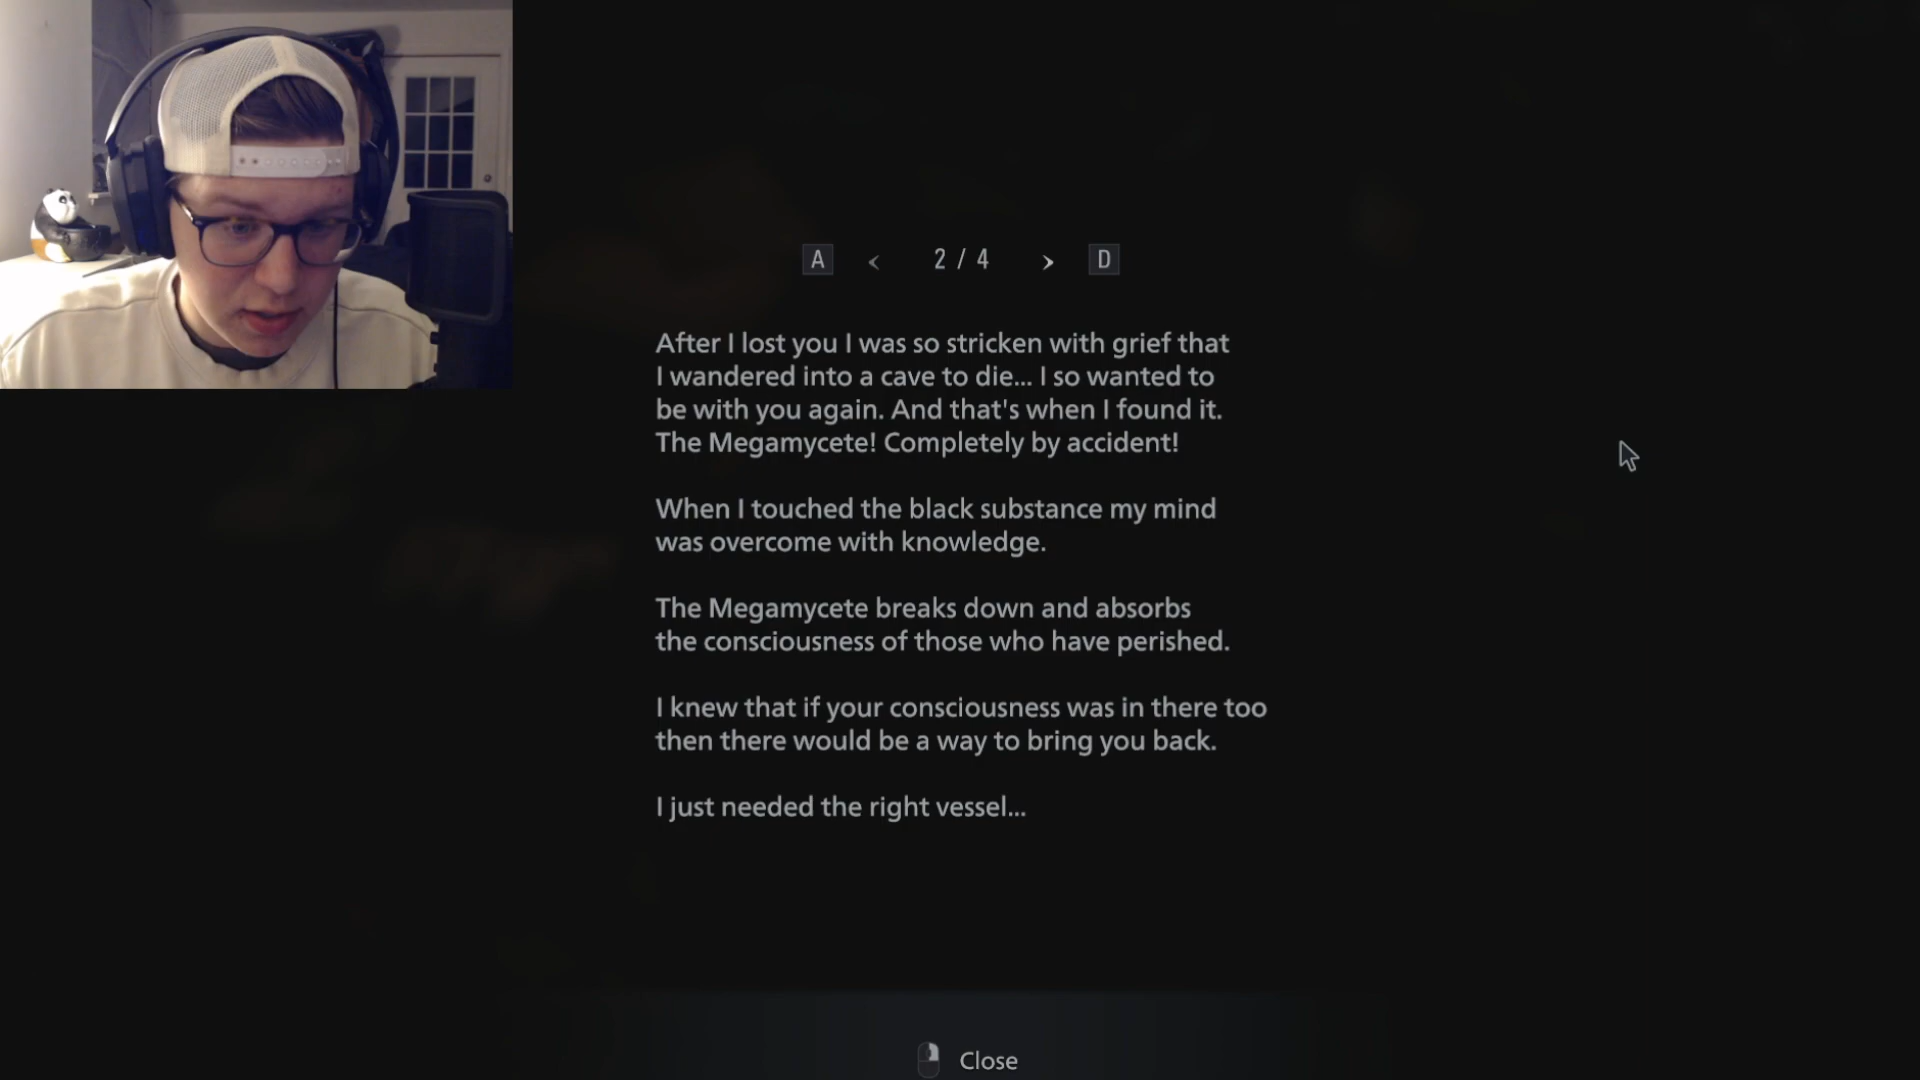 A < 2 / 4 > D
After I lost you I was so stricken with grief that
I wandered into a cave to die... I so wanted to
be with you again. And that's when I found it.
The Megamycete! Completely by accident!
When I touched the black substance my mind
was overcome with knowledge.
The Megamycete breaks down and absorbs
the consciousness of those who have perished.
I knew that if your consciousness was in there too
then there would be a way to bring you back.
I just needed the right vessel...
Close